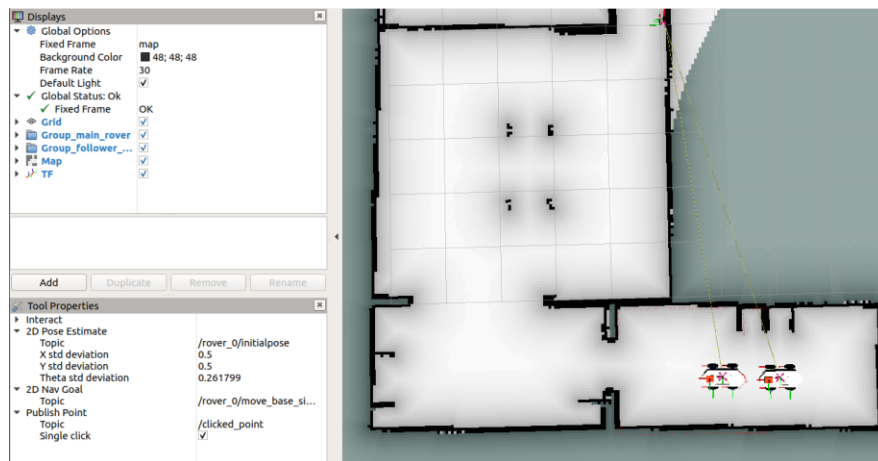 Displays
Global Options
Fixed Frame map
Background Color 48; 48; 48
Frame Rate 30
Default Light
Global Status: Ok
Fixed Frame OK
Grid
Group_main_rover
Group_follower_...
Map
TF
Add Duplicate Remove Rename
Tool Properties
Interact
2D Pose Estimate
Topic /rover_0/initialpose
X std deviation 0.5
Y std deviation 0.5
Theta std deviation 0.261799
2D Nav Goal
Topic /rover_0/move_base_si...
Publish Point
Topic /clicked_point
Single click